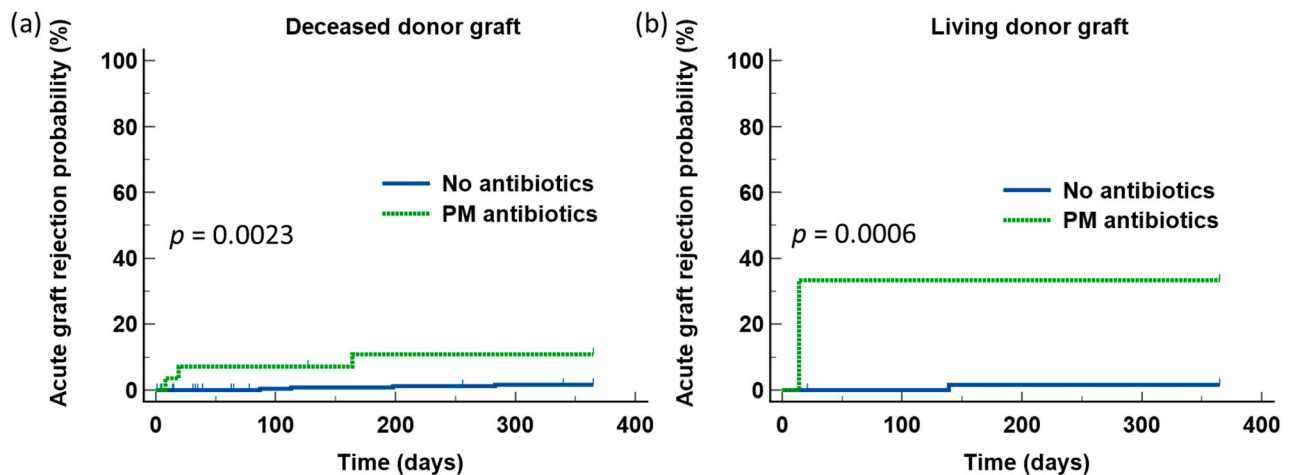 (a)
Deceased donor graft
Acute graft rejection probability (%)
100
80
60
40
20
0
No antibiotics
PM antibiotics
p = 0.0023
0
100
200
300
400
Time (days)
(b)
Living donor graft
Acute graft rejection probability (%)
100
80
60
40
20
0
No antibiotics
PM antibiotics
p = 0.0006
0
100
200
300
400
Time (days)